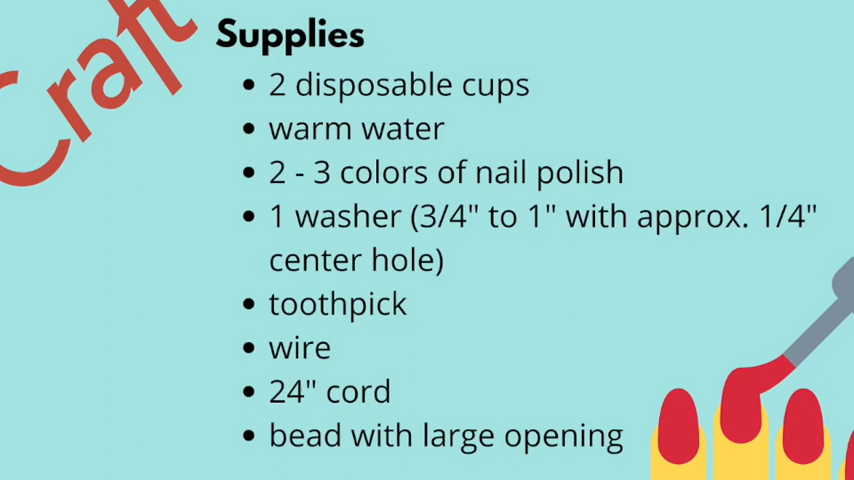 Craft
Supplies
• 2 disposable cups
• warm water
• 2 - 3 colors of nail polish
• 1 washer (3/4" to 1" with approx. 1/4"
center hole)
• toothpick
• wire
• 24" cord
• bead with large opening